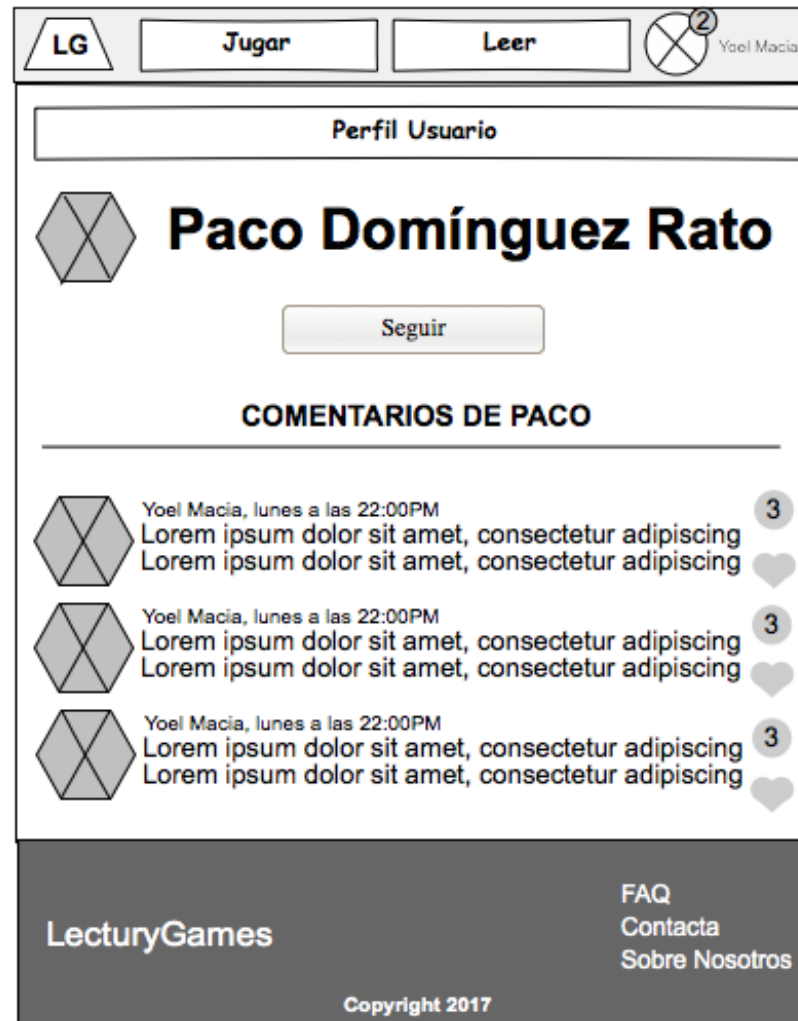 LG
Jugar
Leer
2
Yoel Macia
Perfil Usuario
Paco Domínguez Rato
Seguir
COMENTARIOS DE PACO
Yoel Macia, lunes a las 22:00PM
3
Lorem ipsum dolor sit amet, consectetur adipiscing
Lorem ipsum dolor sit amet, consectetur adipiscing
Yoel Macia, lunes a las 22:00PM
3
Lorem ipsum dolor sit amet, consectetur adipiscing
Lorem ipsum dolor sit amet, consectetur adipiscing
Yoel Macia, lunes a las 22:00PM
3
Lorem ipsum dolor sit amet, consectetur adipiscing
Lorem ipsum dolor sit amet, consectetur adipiscing
LecturyGames
FAQ
Contacta
Sobre Nosotros
Copyright 2017